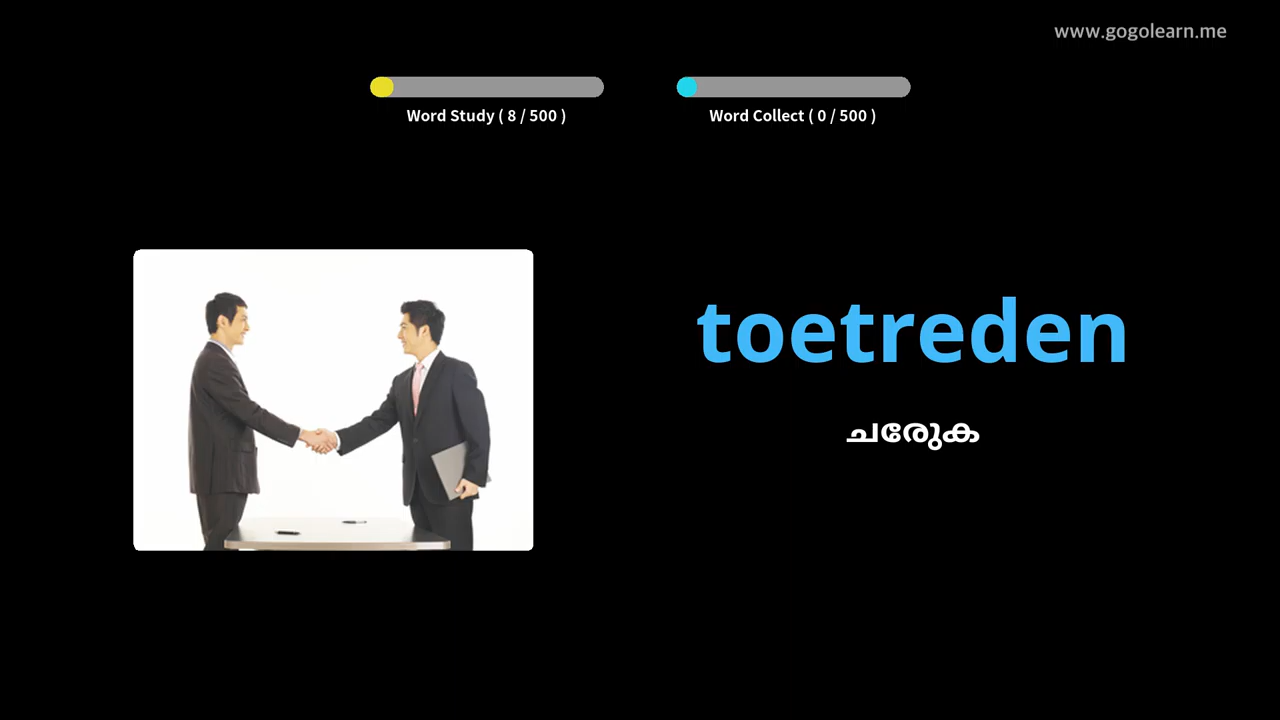 www.gogolearn.me
Word Study ( 8 / 500 )
Word Collect ( 0 / 500 )
toetreden
ചേരുക